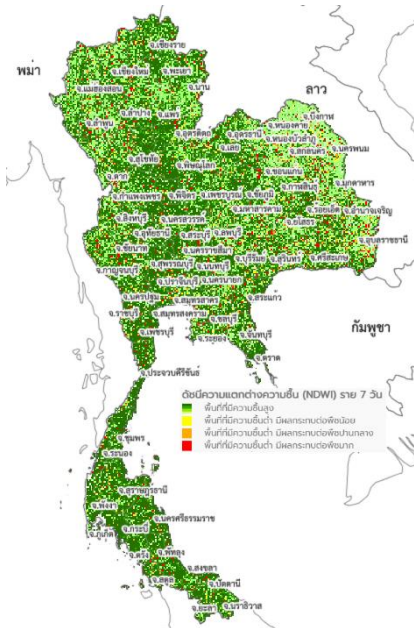 จ.เชียงราย
พม่า
จ.เชียงใหม่ จ.พะเยา
ลาว
จ.แม่ฮ่องสอน
จ.น่าน
จ.บึงกาฬ
จ.ลำปาง จ.แพร่
จ.หนองคาย
จ.ลำพูน
จ.อุตรดิตถ์ จ.อุดรธานี จ.หนองบัวลำภู
จ.เลย จ.สกลนคร จ.นครพนม
จ.สุโขทัย จ.พิษณุโลก
จ.ขอนแก่น
จ.ตาก
จ.กาฬสินธุ์ จ.มุกดาหาร
จ.กำแพงเพชร จ.พิจิตร จ.เพชรบูรณ์ จ.ชัยภูมิ
จ.มหาสารคาม จ.ร้อยเอ็ด จ.อำนาจเจริญ
จ.สิงห์บุรี จ.นครสวรรค์
จ.ยโสธร
จ.อุทัยธานี จ.สระบุรี จ.ลพบุรี
จ.อุบลราชธานี
จ.ชัยนาท จ.นครราชสีมา จ.บุรีรัมย์ จ.สุรินทร์ จ.ศรีสะเกษ
จ.กาญจนบุรี จ.สุพรรณบุรี จ.นนทบุรี
จ.ปราจีนบุรี จ.นครนายก
จ.นครปฐม จ.สมุทรสาคร จ.สระแก้ว
จ.ราชบุรี จ.สมุทรสงคราม จ.ชลบุรี
กัมพูชา
จ.เพชรบุรี จ.ระยอง จ.จันทบุรี
จ.ตราด
จ.ประจวบคีรีขันธ์
ดัชนีความแตกต่างความชื้น (NDWI) ราย 7 วัน
พื้นที่ที่มีความชื้นสูง
พื้นที่ที่มีความชื้นต่ำ มีผลกระทบต่อพืชน้อย
พื้นที่ที่มีความชื้นต่ำ มีผลกระทบต่อพืชปานกลาง
พื้นที่ที่มีความชื้นต่ำ มีผลกระทบต่อพืชมาก
จ.ชุมพร
จ.ระนอง
จ.สุราษฎร์ธานี
จ.พังงา
จ.นครศรีธรรมราช
จ.ภูเก็ต จ.กระบี่
จ.ตรัง จ.พัทลุง
จ.สงขลา
จ.สตูล
จ.ปัตตานี
จ.ยะลา จ.นราธิวาส